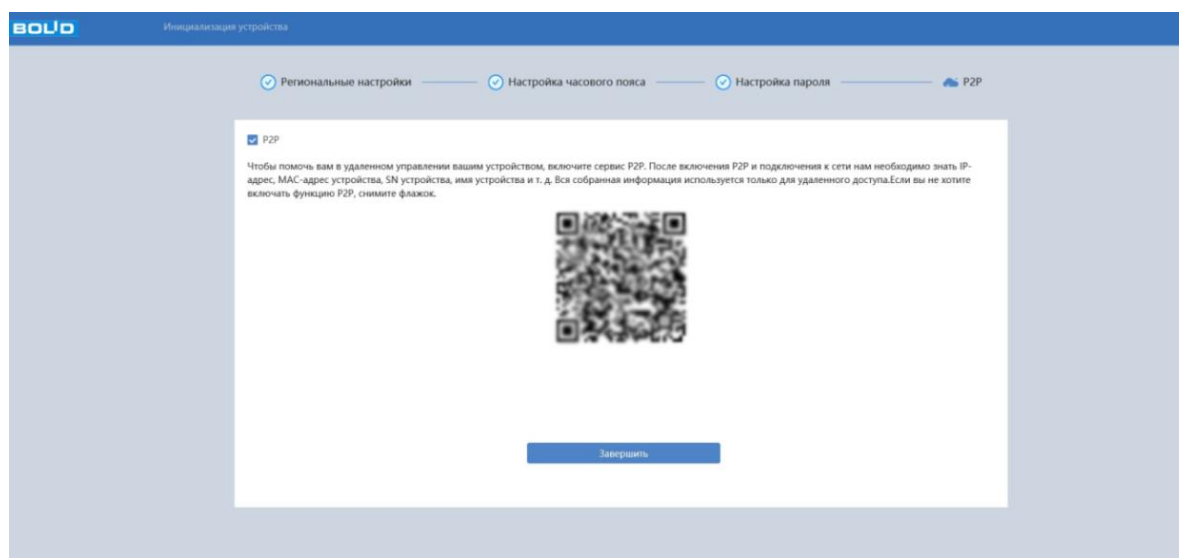 BOLID
Инициализация устройства
Региональные настройки
Настройка часового пояса
Настройка пароля
P2P
P2P
Чтобы помочь вам в удаленном управлении вашим устройством, включите сервис P2P. После включения P2P и подключения к сети нам необходимо знать IP-
адрес, MAC-адрес устройства, SN устройства, имя устройства и т. д. Вся собранная информация используется только для удаленного доступа.Если вы не хотите
включать функцию P2P, снимите флажок.
Завершить